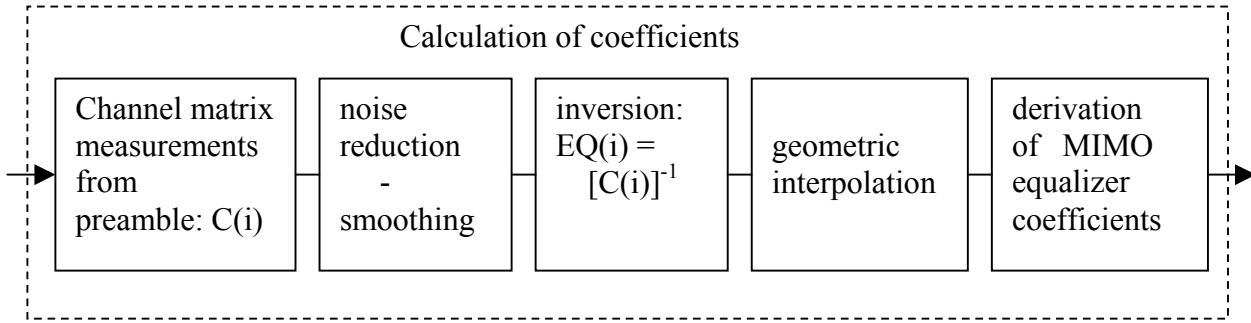 Calculation of coefficients
Channel matrix
measurements
from
preamble: C(i)
noise
reduction
-
smoothing
inversion:
EQ(i) =
[C(i)]⁻¹
geometric
interpolation
derivation
of MIMO
equalizer
coefficients